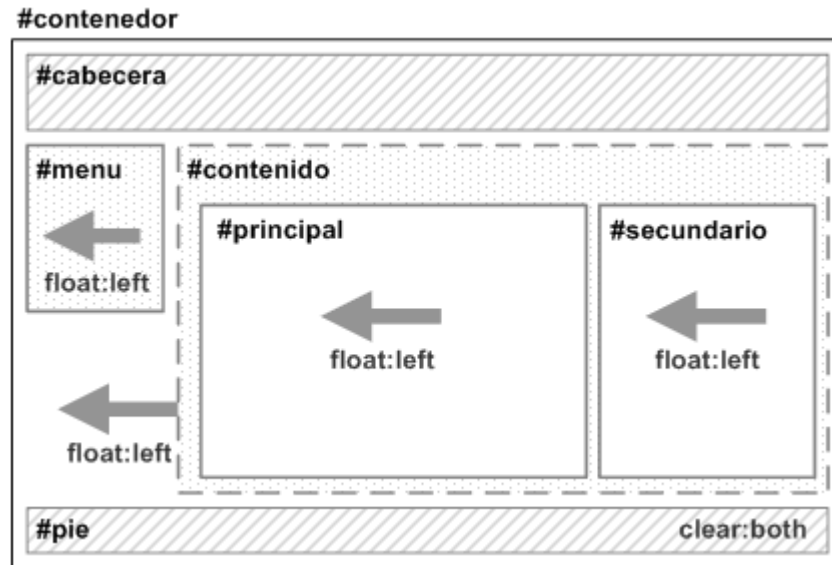 #contenedor
#cabecera
#menu
float:left
#contenido
#principal
float:left
#secundario
float:left
float:left
#pie
clear:both